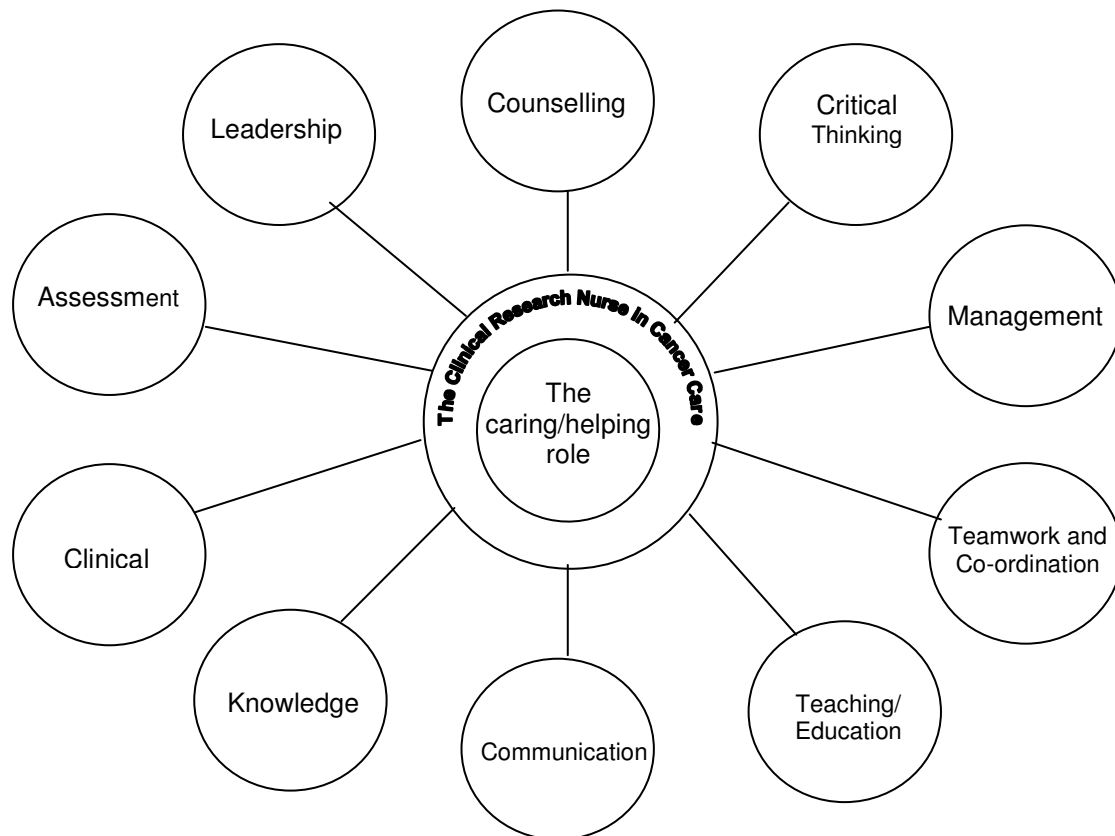 Counselling
Critical
Thinking
Leadership
Assessment
Management
The Clinical Research Nurse in Cancer Care
The
caring/helping
role
Clinical
Teamwork and
Co-ordination
Knowledge
Communication
Teaching/
Education